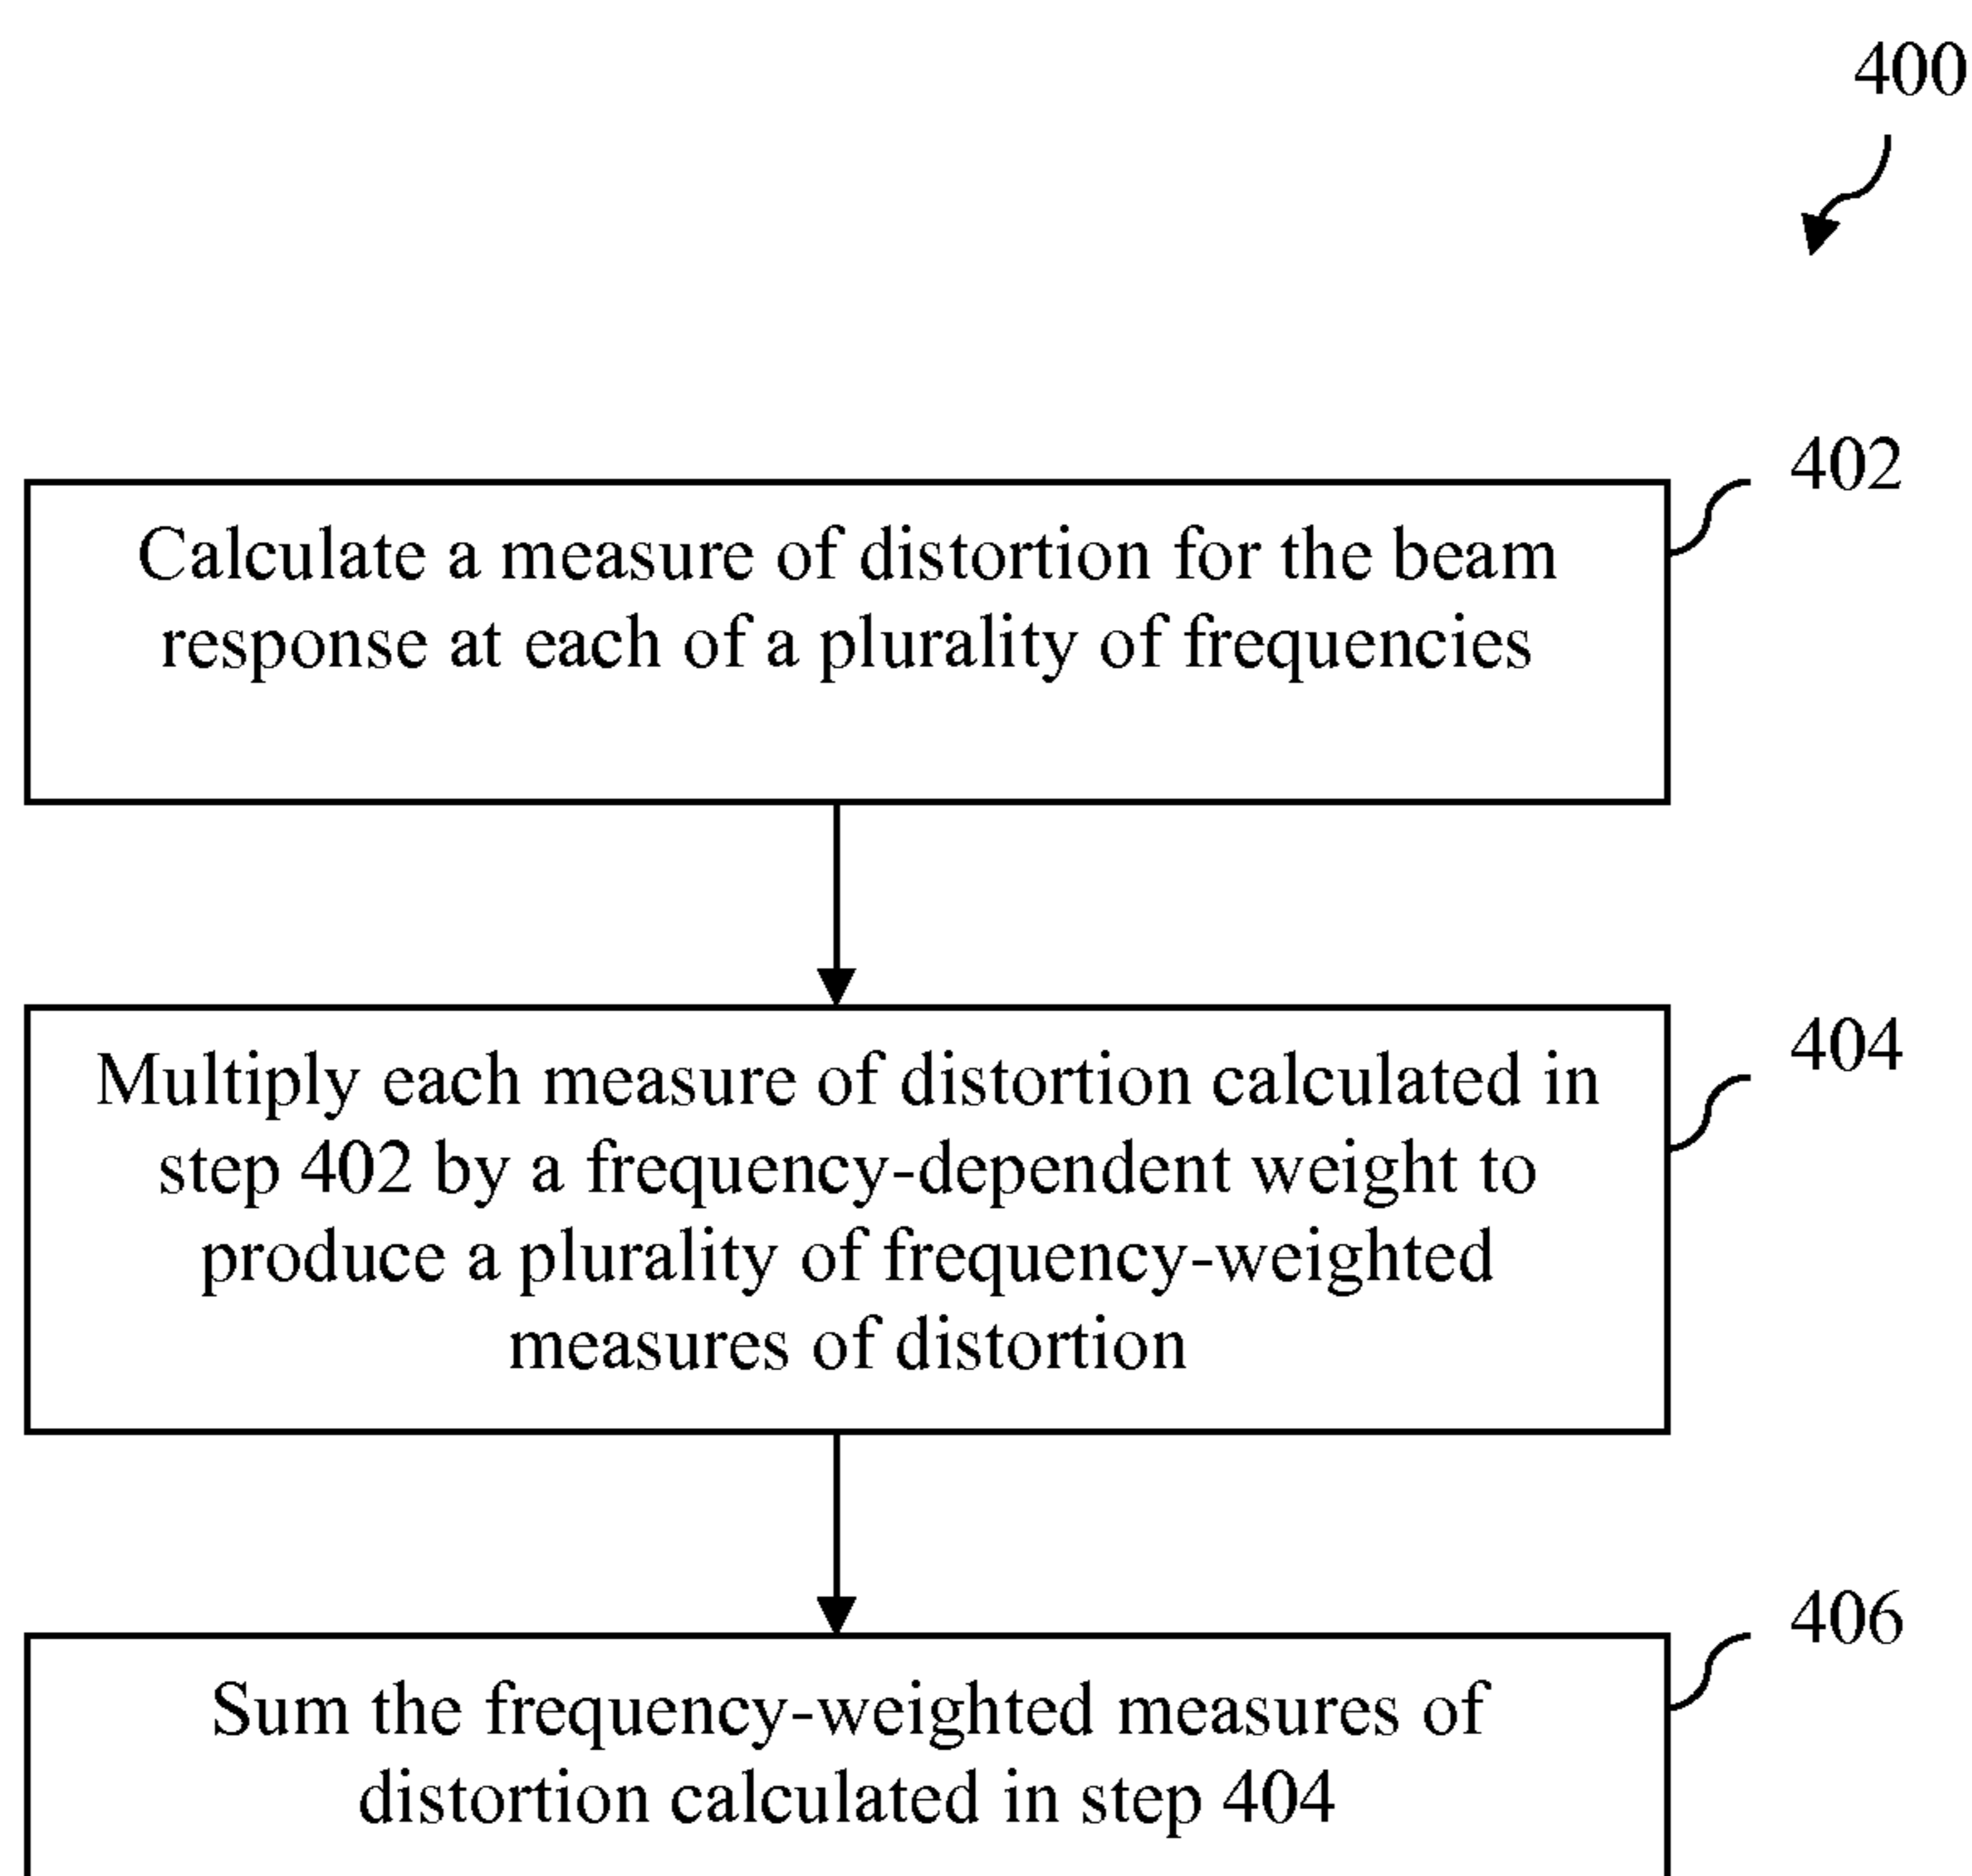 400
402
Calculate a measure of distortion for the beam
response at each of a plurality of frequencies
404
Multiply each measure of distortion calculated in
step 402 by a frequency-dependent weight to
produce a plurality of frequency-weighted
measures of distortion
406
Sum the frequency-weighted measures of
distortion calculated in step 404